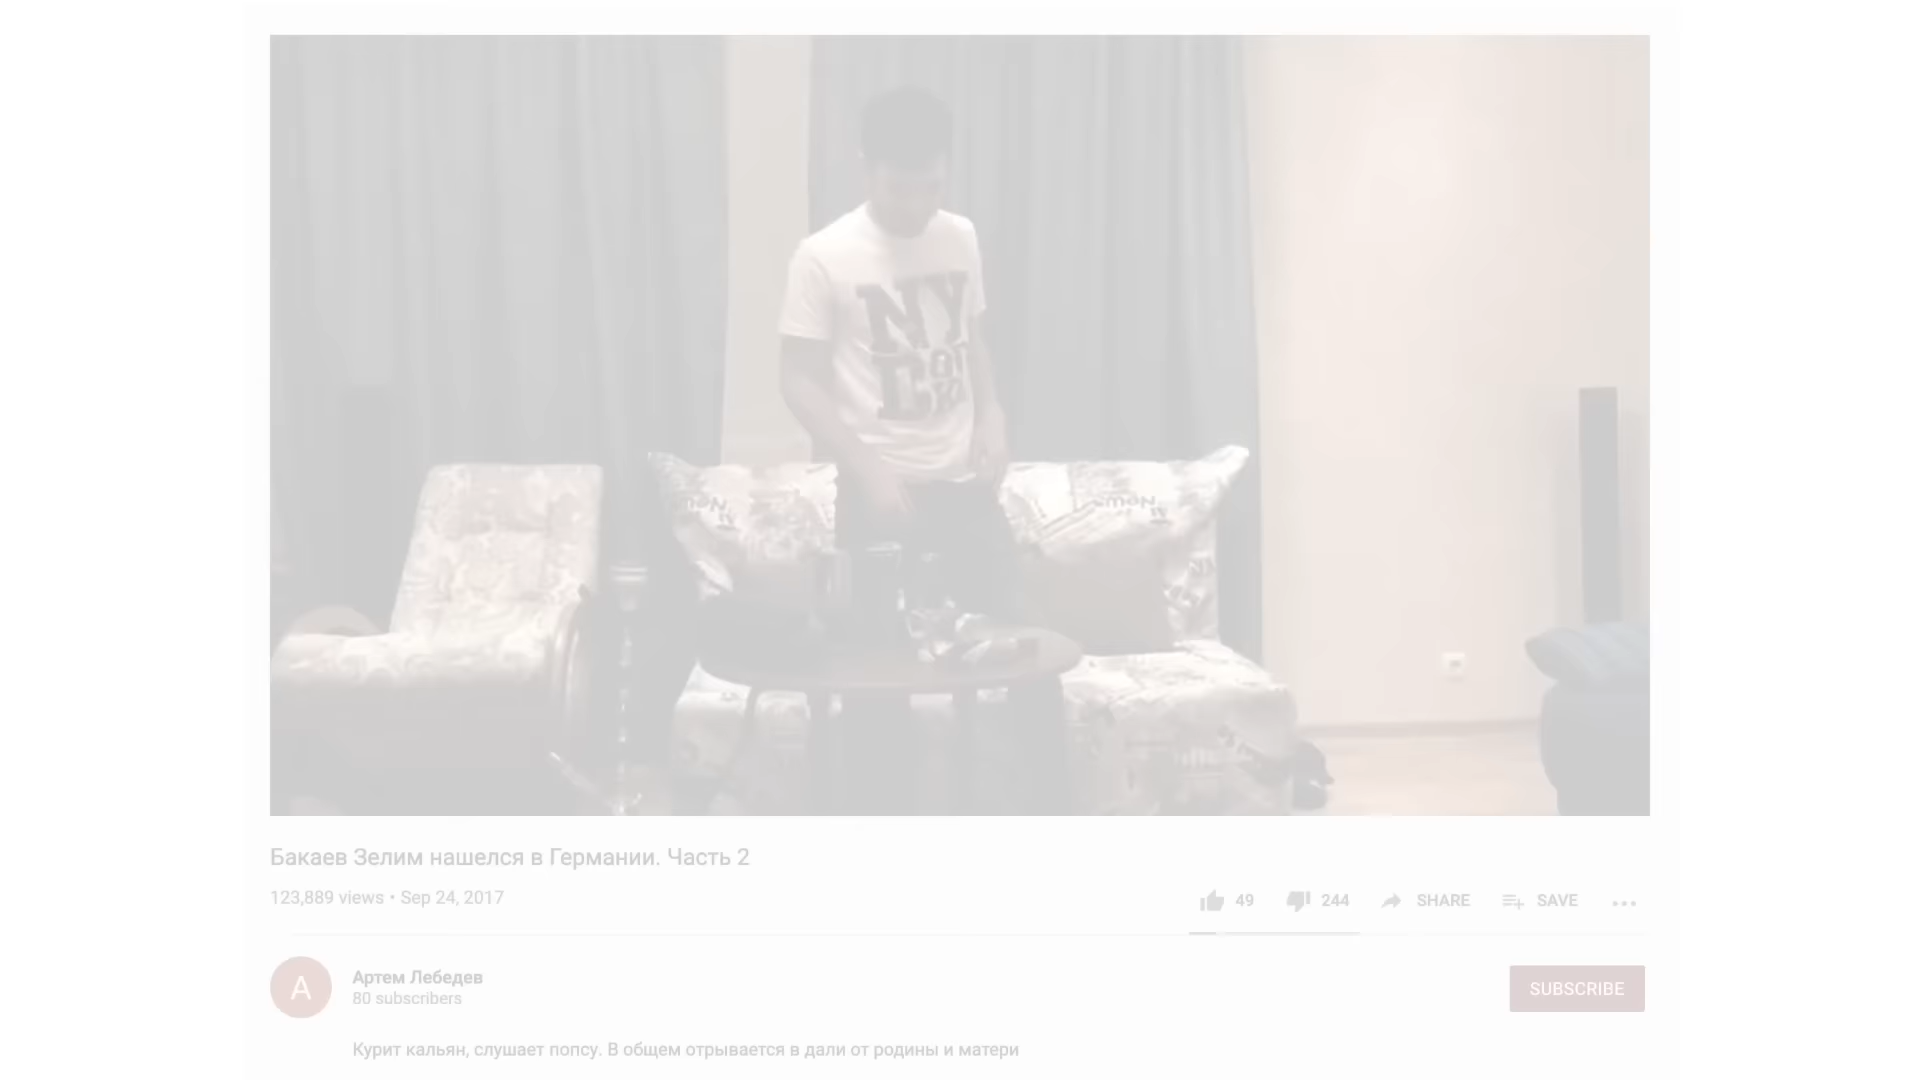 NY
Бакаев Зелим нашелся в Германии. Часть 2
123,889 views • Sep 24, 2017
49 244 SHARE SAVE
A Артем Лебедев
80 subscribers
SUBSCRIBE
Курит кальян, слушает попсу. В общем отрывается в дали от родины и матери